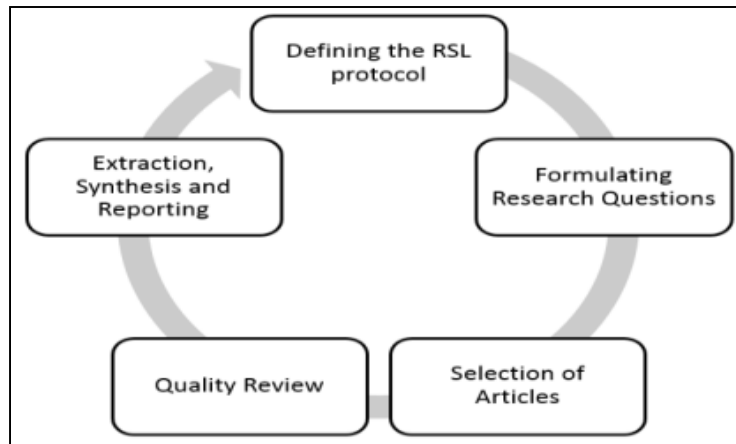 Defining the RSL
protocol
Formulating
Research Questions
Selection of
Articles
Quality Review
Extraction,
Synthesis and
Reporting